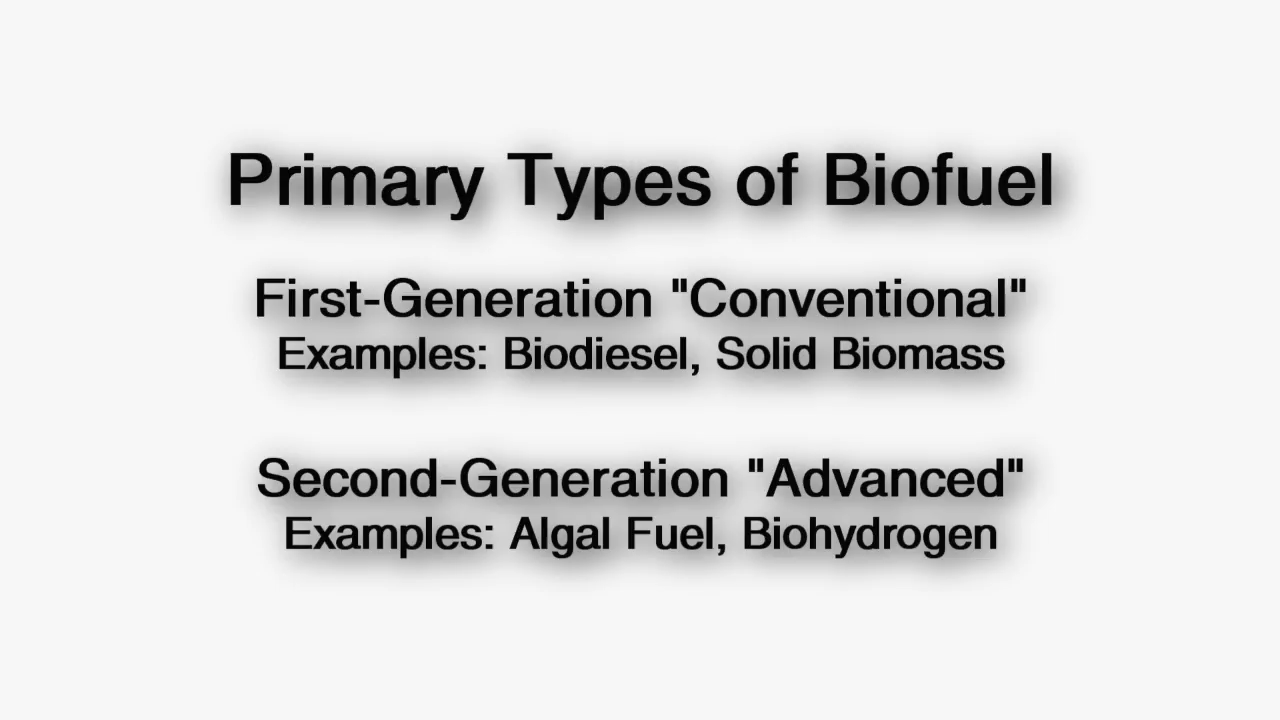 Primary Types of Biofuel
First-Generation "Conventional"
Examples: Biodiesel, Solid Biomass
Second-Generation "Advanced"
Examples: Algal Fuel, Biohydrogen